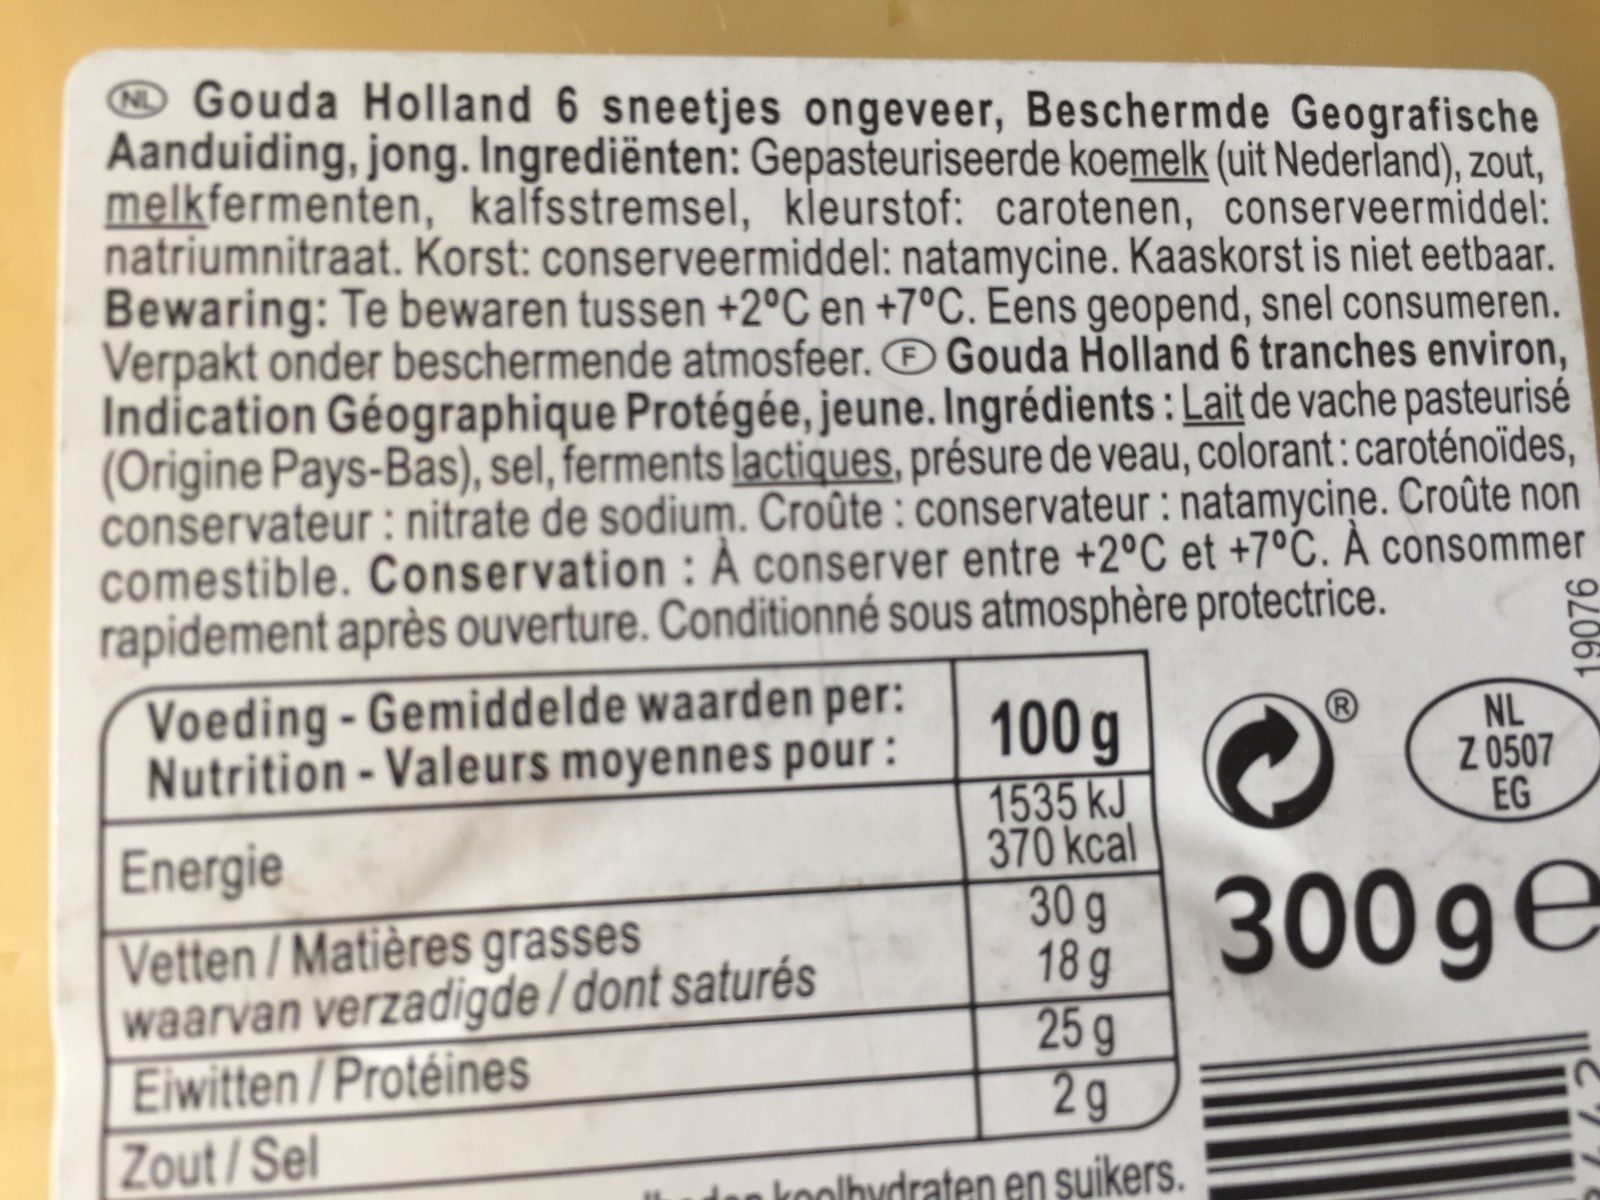 NL Gouda Holland 6 sneetjes ongeveer, Beschermde Geografische
Aanduiding, jong. Ingrediënten: Gepasteuriseerde koemelk (uit Nederland), zout,
melkfermenten, kalfsstremsel, kleurstof: carotenen, conserveermiddel:
natriumnitraat. Korst: conserveermiddel: natamycine. Kaaskorst is niet eetbaar.
Bewaring: Te bewaren tussen +2°C en +7°C. Eens geopend, snel consumeren.
Verpakt onder beschermende atmosfeer. F Gouda Holland 6 tranches environ,
Indication Géographique Protégée, jeune. Ingrédients : Lait de vache pasteurisé
(Origine Pays-Bas), sel, ferments lactiques, présure de veau, colorant : caroténoïdes,
conservateur : nitrate de sodium. Croûte : conservateur : natamycine. Croûte non
comestible. Conservation : À conserver entre +2°C et +7°C. À consommer
rapidement après ouverture. Conditionné sous atmosphère protectrice.
19076
Voeding - Gemiddelde waarden per:
Nutrition - Valeurs moyennes pour :
100 g
Energie
1535 kJ
370 kcal
Vetten / Matières grasses
30 g
waarvan verzadigde / dont saturés
18 g
Eiwitten / Protéines
25 g
Zout / Sel
2 g
®
NL
Z 0507
EG
300 g e
koolhydraten en suikers.